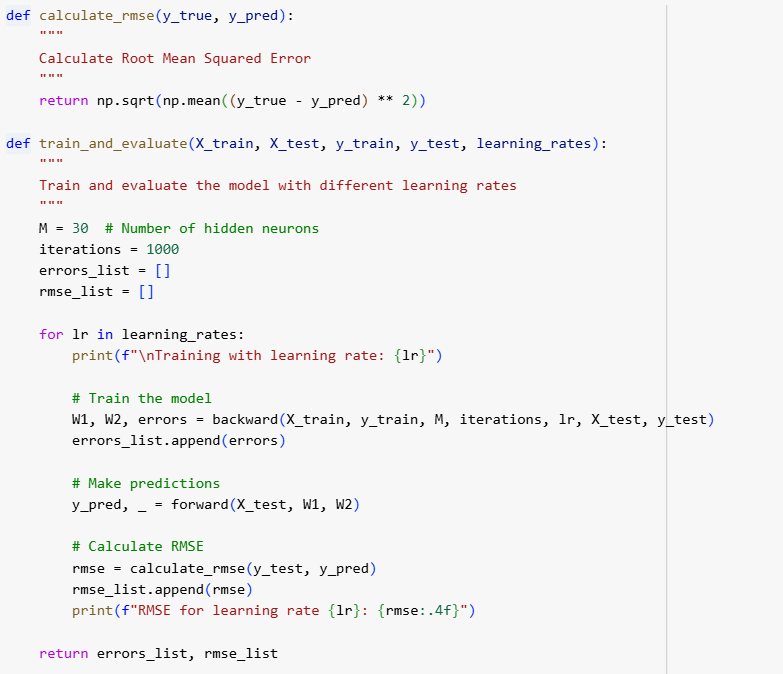 def calculate_rmse(y_true, y_pred):
    """
    Calculate Root Mean Squared Error
    """
    return np.sqrt(np.mean((y_true - y_pred) ** 2))

def train_and_evaluate(X_train, X_test, y_train, y_test, learning_rates):
    """
    Train and evaluate the model with different learning rates
    """
    M = 30  # Number of hidden neurons
    iterations = 1000
    errors_list = []
    rmse_list = []

    for lr in learning_rates:
        print(f"\nTraining with learning rate: {lr}")

        # Train the model
        W1, W2, errors = backward(X_train, y_train, M, iterations, lr, X_test, y_test)
        errors_list.append(errors)

        # Make predictions
        y_pred, _ = forward(X_test, W1, W2)

        # Calculate RMSE
        rmse = calculate_rmse(y_test, y_pred)
        rmse_list.append(rmse)
        print(f"RMSE for learning rate {lr}: {rmse:.4f}")

    return errors_list, rmse_list